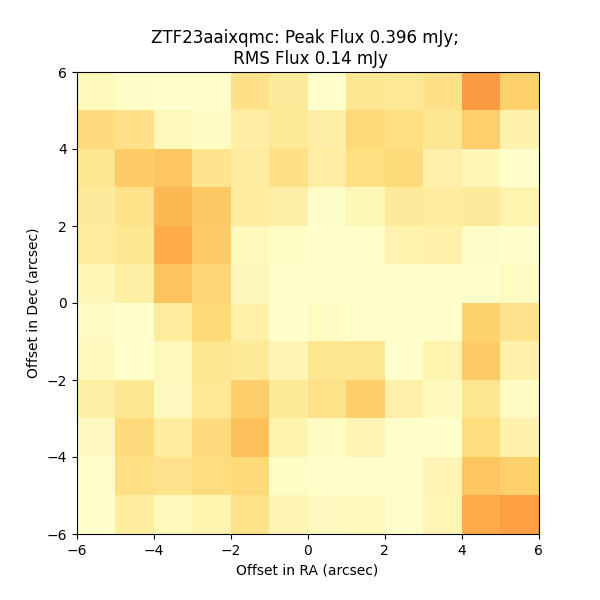 ZTF23aaixqmc: Peak Flux 0.396 mJy;
RMS Flux 0.14 mJy
6
4
2
0
−2
−4
−6
Offset in Dec (arcsec)
−6 −4 −2 0 2 4 6
Offset in RA (arcsec)